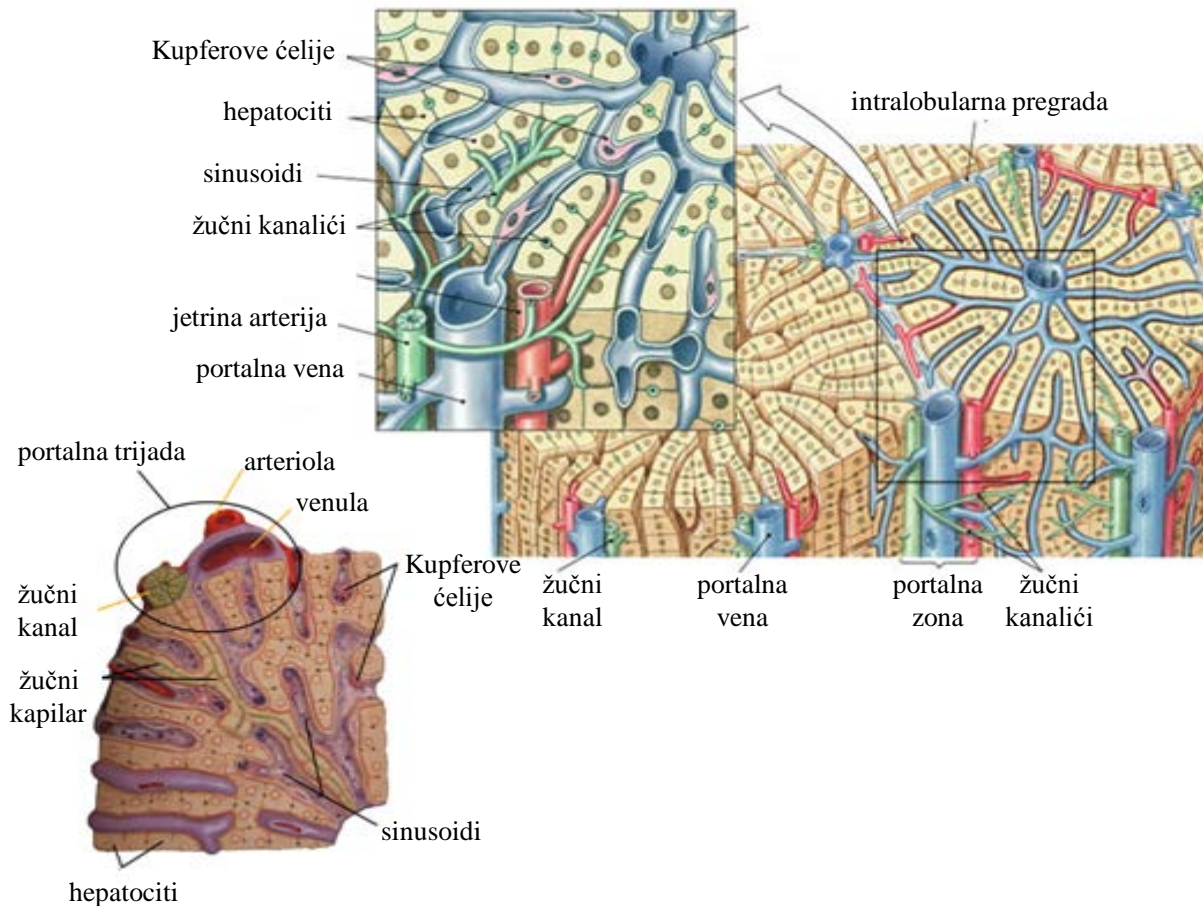 Kupferove ćelije
hepatociti
sinusoidi
žučni kanalići
jetrina arterija
portalna vena
intralobularna pregrada
portalna trijada
arteriola
venula
žučni
kanal
žučni
kapilar
Kupferove
ćelije
sinusoidi
hepatociti
žučni
kanal
portalna
vena
portalna
zona
žučni
kanalići